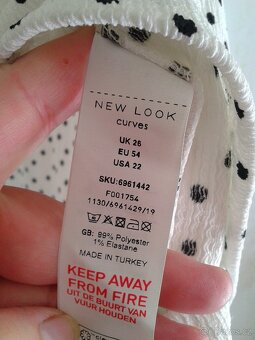 NEW LOOK
curves
UK 26
EU 54
USA 22
SKU:6961442
F001754
1130/6961429/19
GB: 99% Polyester
1% Elastane
MADE IN TURKEY
KEEP AWAY
FROM FIRE
UIT DE BUURT VAN
VUUR HOUDEN